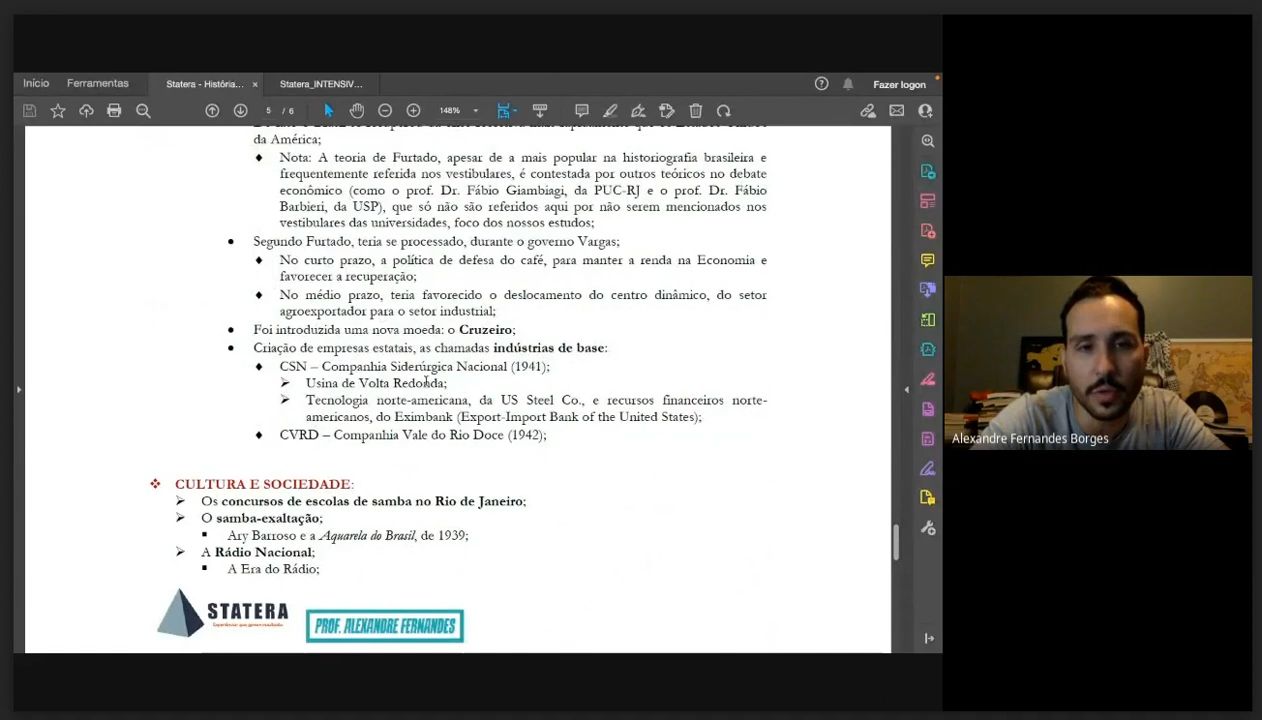 Início Ferramentas Statera - História... × Statera_INTENSIV... Fazer logon
5 / 6 148%
da América;
♦ Nota: A teoria de Furtado, apesar de a mais popular na historiografia brasileira e
frequentemente referida nos vestibulares, é contestada por outros teóricos no debate
econômico (como o prof. Dr. Fábio Giambiagi, da PUC-RJ e o prof. Dr. Fábio
Barbieri, da USP), que só não são referidos aqui por não serem mencionados nos
vestibulares das universidades, foco dos nossos estudos;
● Segundo Furtado, teria se processado, durante o governo Vargas;
♦ No curto prazo, a política de defesa do café, para manter a renda na Economia e
favorecer a recuperação;
♦ No médio prazo, teria favorecido o deslocamento do centro dinâmico, do setor
agroexportador para o setor industrial;
● Foi introduzida uma nova moeda: o Cruzeiro;
● Criação de empresas estatais, as chamadas indústrias de base:
♦ CSN – Companhia Siderúrgica Nacional (1941);
➢ Usina de Volta Redonda;
➢ Tecnologia norte-americana, da US Steel Co., e recursos financeiros norte-
americanos, do Eximbank (Export-Import Bank of the United States);
♦ CVRD – Companhia Vale do Rio Doce (1942);
❖ CULTURA E SOCIEDADE:
➢ Os concursos de escolas de samba no Rio de Janeiro;
➢ O samba-exaltação;
▪ Ary Barroso e a Aquarela do Brasil, de 1939;
➢ A Rádio Nacional;
▪ A Era do Rádio;
STATERA
PROF. ALEXANDRE FERNANDES
Alexandre Fernandes Borges